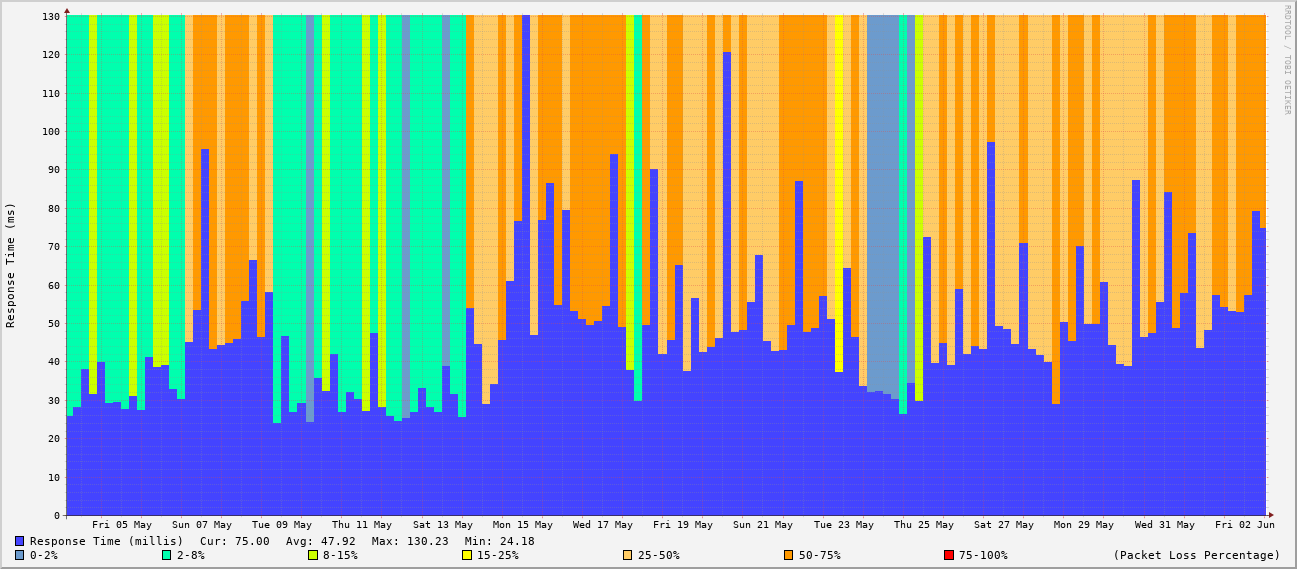 RRDTOOL / TOBI OETIKER
Response Time (ms)
130
120
110
100
90
80
70
60
50
40
30
20
10
0
Fri 05 May Sun 07 May Tue 09 May Thu 11 May Sat 13 May Mon 15 May Wed 17 May Fri 19 May Sun 21 May Tue 23 May Thu 25 May Sat 27 May Mon 29 May Wed 31 May Fri 02 Jun
Response Time (millis) Cur: 75.00 Avg: 47.92 Max: 130.23 Min: 24.18
0-2% 2-8% 8-15% 15-25% 25-50% 50-75% 75-100% (Packet Loss Percentage)